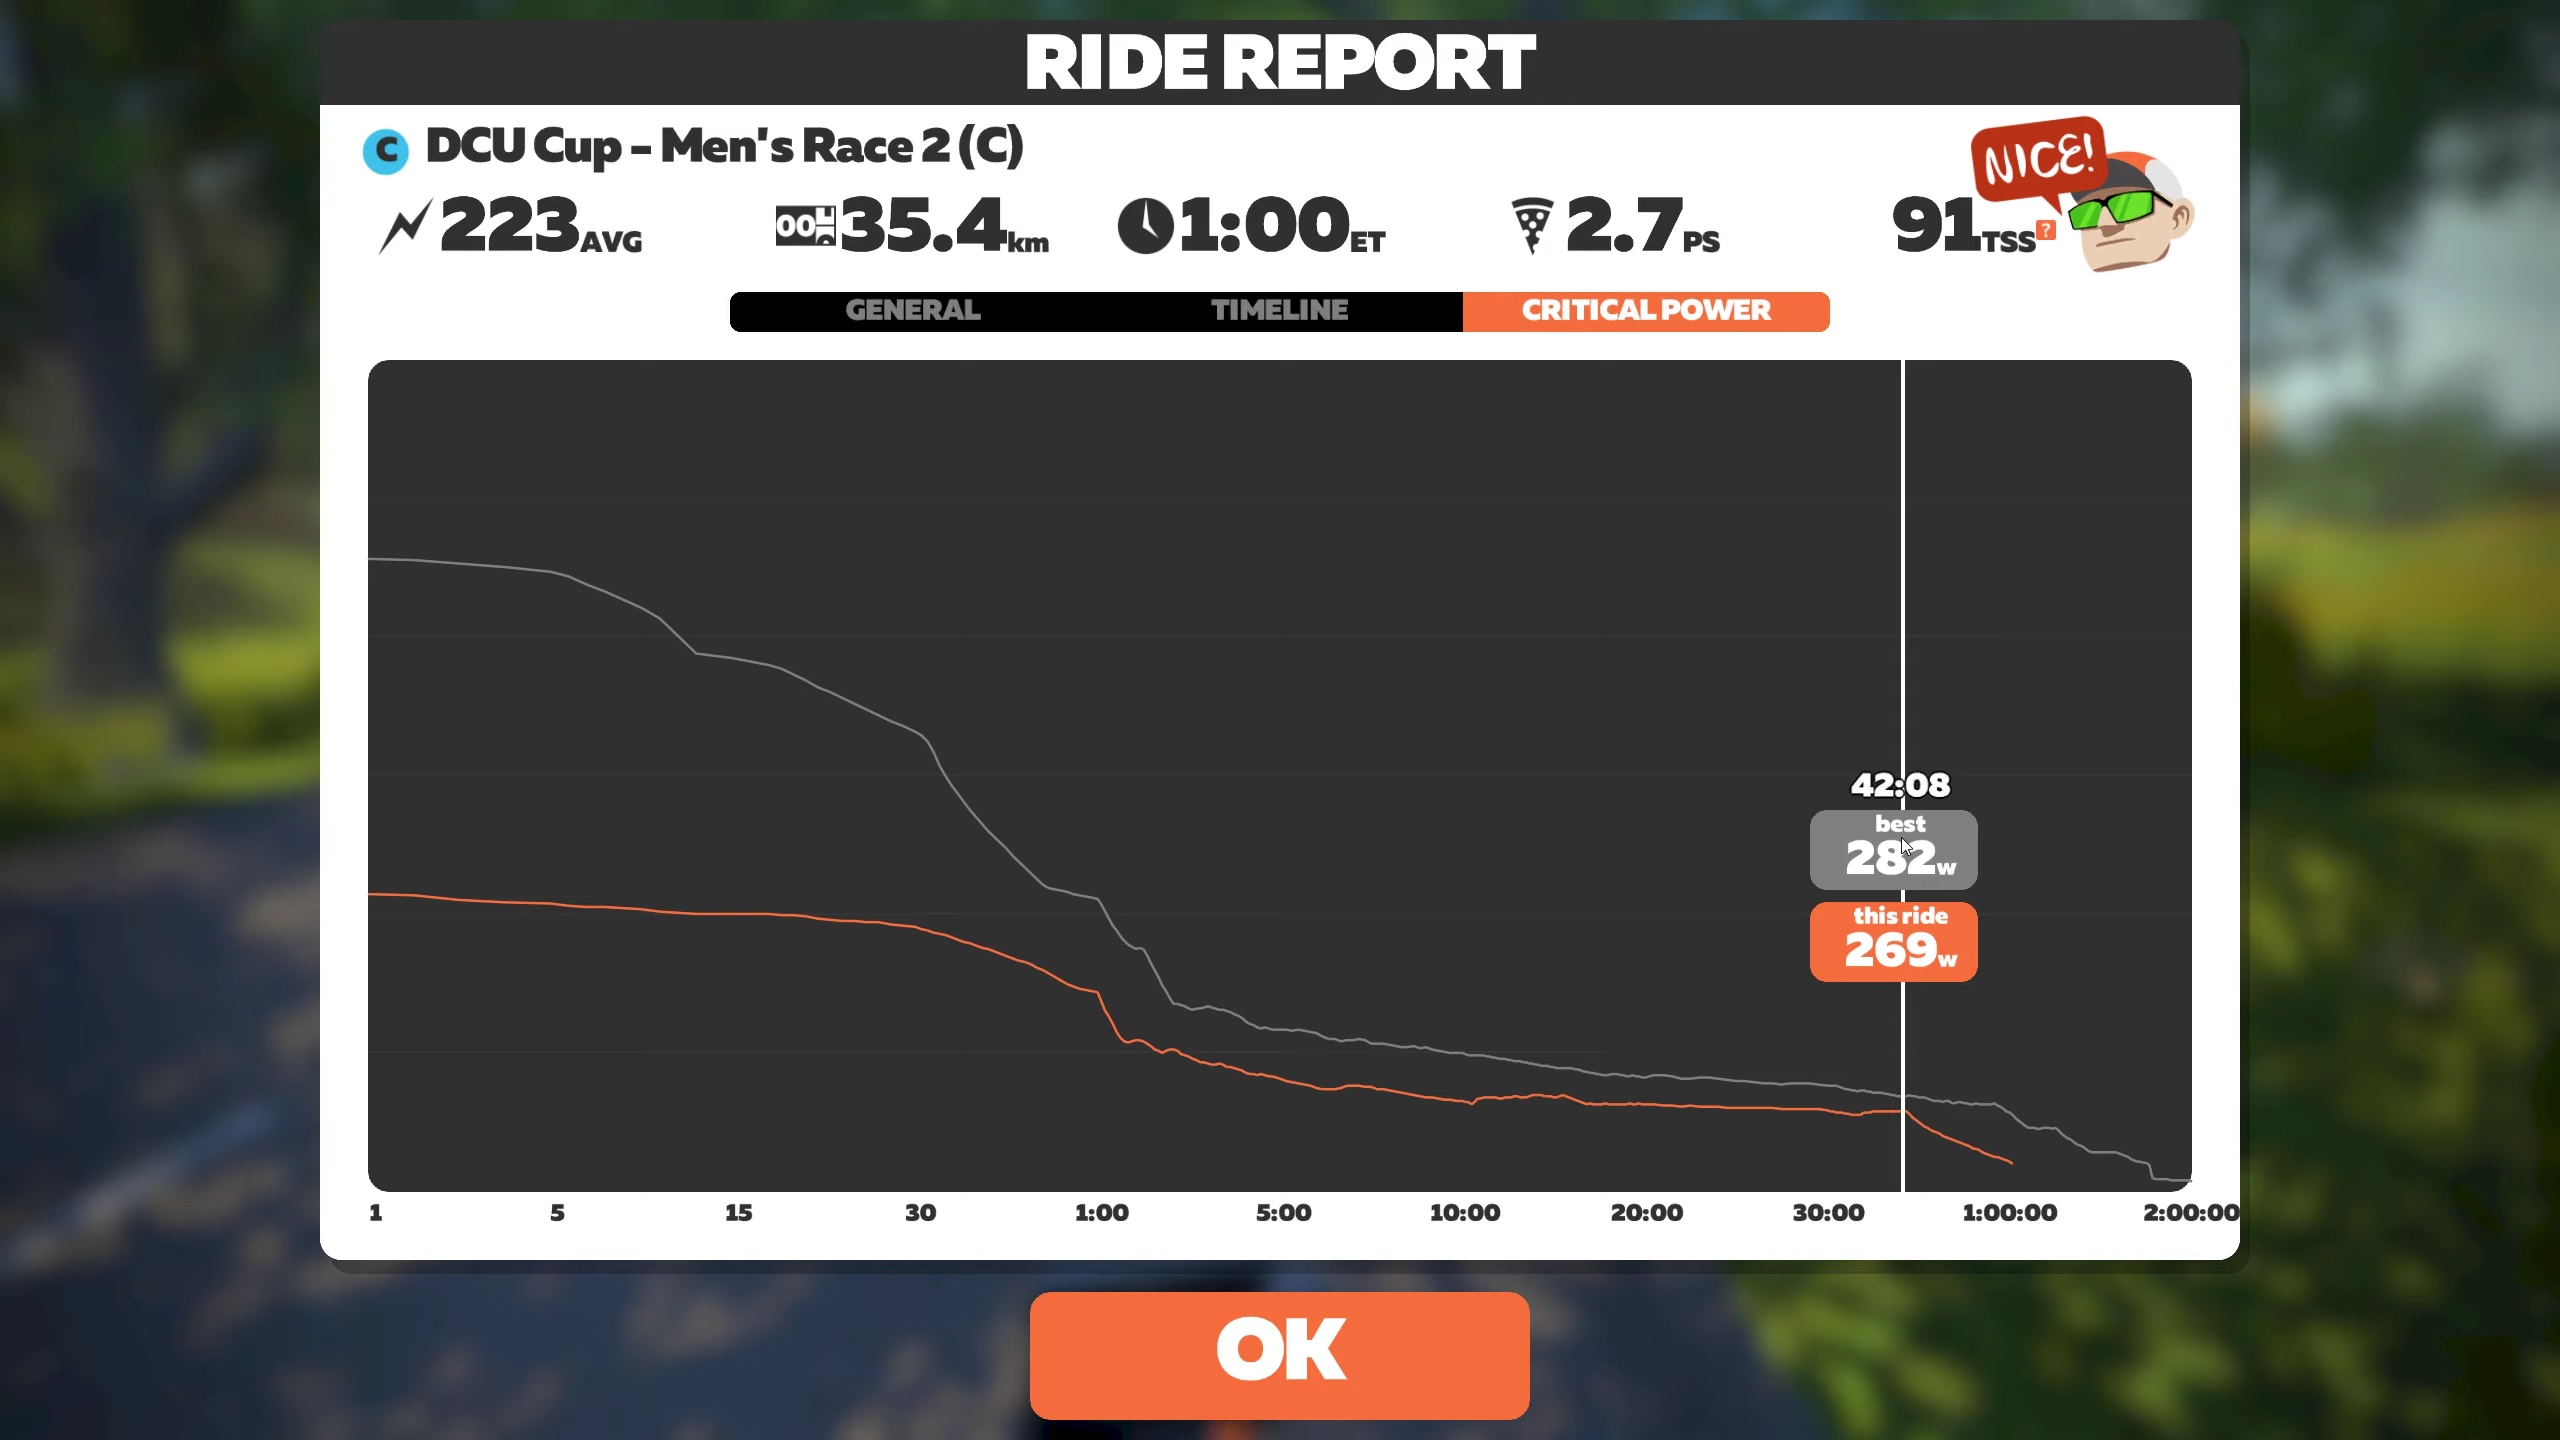 RIDE REPORT
C DCU Cup - Men's Race 2 (C)
NICE!
223AVG 35.4km 1:00ET 2.7PS 91TSS?
GENERAL TIMELINE CRITICAL POWER
42:08
best
282w
this ride
269w
1 5 15 30 1:00 5:00 10:00 20:00 30:00 1:00:00 2:00:00
OK